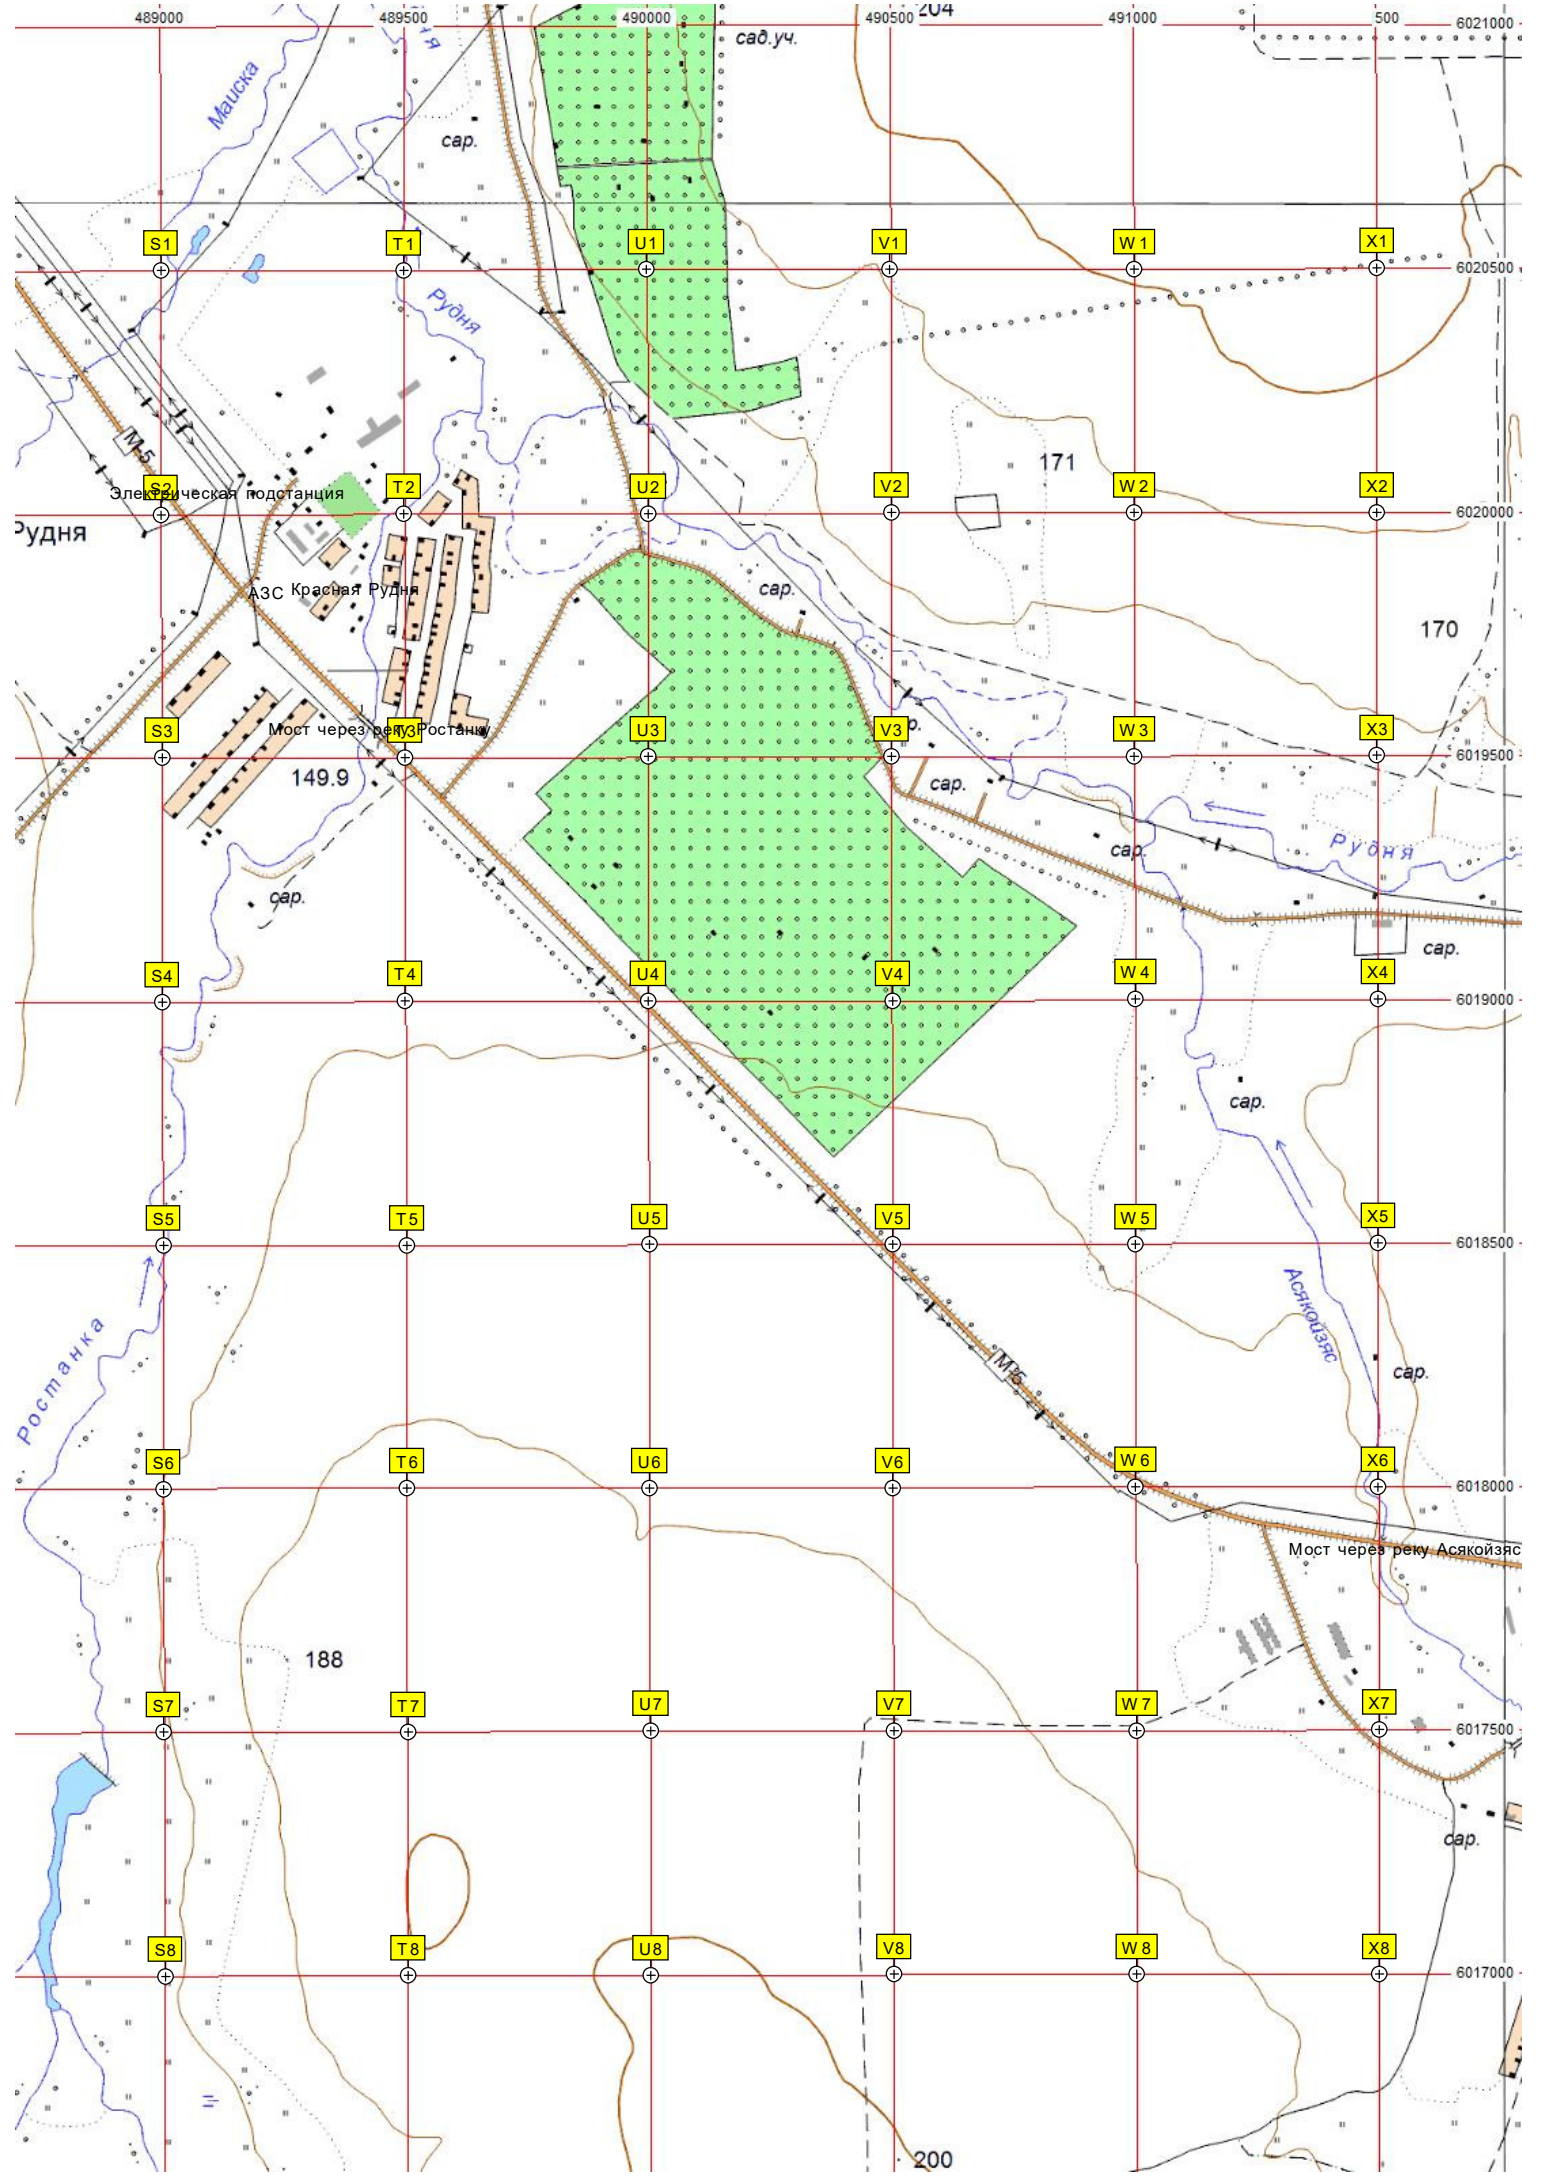 489000 489500 490000 490500 204 491000 500 6021000
ня сад.уч.
Маиска
сар.
S1 T1 U1 V1 W1 X1
6020500
Рудня
М-5
171
S2 T2 U2 V2 W2 X2
Электрическая подстанция
6020000
Рудня
АЗС Красная Рудня
сар.
170
S3 T3 U3 V3 W3 X3
Мост через реку Ростанку
р.
6019500
149.9
сар.
сар.
Рудня
сар.
сар.
S4 T4 U4 V4 W4 X4
6019000
сар.
S5 T5 U5 V5 W5 X5
6018500
Асякойзяс
Ростанка
М-5
сар.
S6 T6 U6 V6 W6 X6
6018000
Мост через реку Асякойзяс
188
S7 T7 U7 V7 W7 X7
6017500
сар.
S8 T8 U8 V8 W8 X8
6017000
200